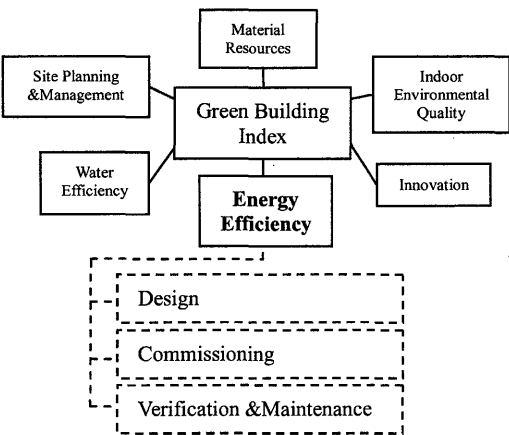 Material
Resources
Site Planning
&Management
Indoor
Environmental
Quality
Green Building
Index
Water
Efficiency
Innovation
Energy
Efficiency
Design
Commissioning
Verification &Maintenance